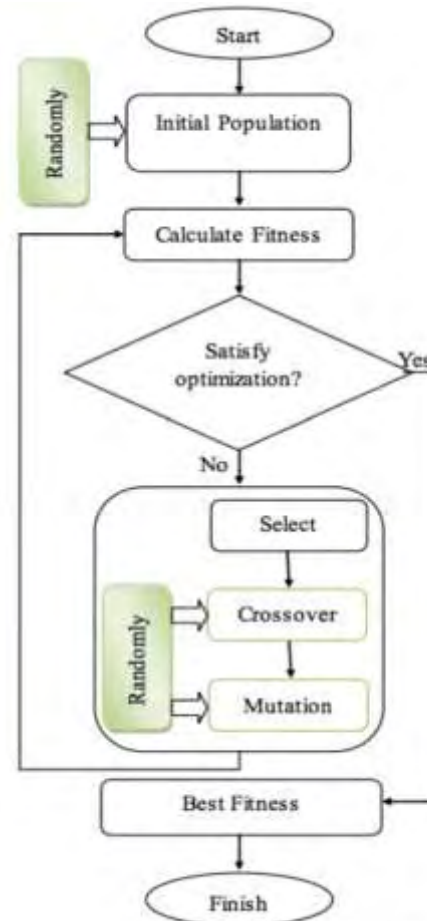 Start
Randomly
Initial Population
Calculate Fitness
Satisfy
optimization?
Yes
No
Select
Randomly
Crossover
Mutation
Best Fitness
Finish